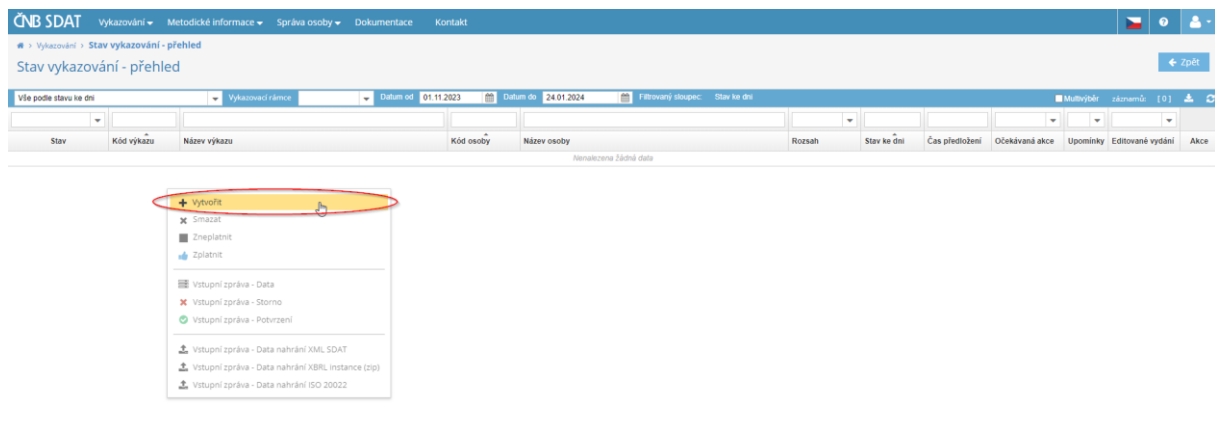 ČNB SDAT Vykazování Metodické informace Správa osoby Dokumentace Kontakt
Vykazování › Stav vykazování - přehled
Stav vykazování - přehled
Zpět
Vše podle stavu ke dni Vykazovací rámce Datum od 01.11.2023 Datum do 24.01.2024 Filtrovaný sloupec: Stav ke dni Multivýběr záznamů: [ 0 ]
Stav Kód výkazu Název výkazu Kód osoby Název osoby Rozsah Stav ke dni Čas předložení Očekávaná akce Upomínky Editované vydání Akce
Nenalezena žádná data
Vytvořit
Smazat
Zneplatnit
Zplatnit
Vstupní zpráva - Data
Vstupní zpráva - Storno
Vstupní zpráva - Potvrzení
Vstupní zpráva - Data nahrání XML SDAT
Vstupní zpráva - Data nahrání XBRL Instance (zip)
Vstupní zpráva - Data nahrání ISO 20022